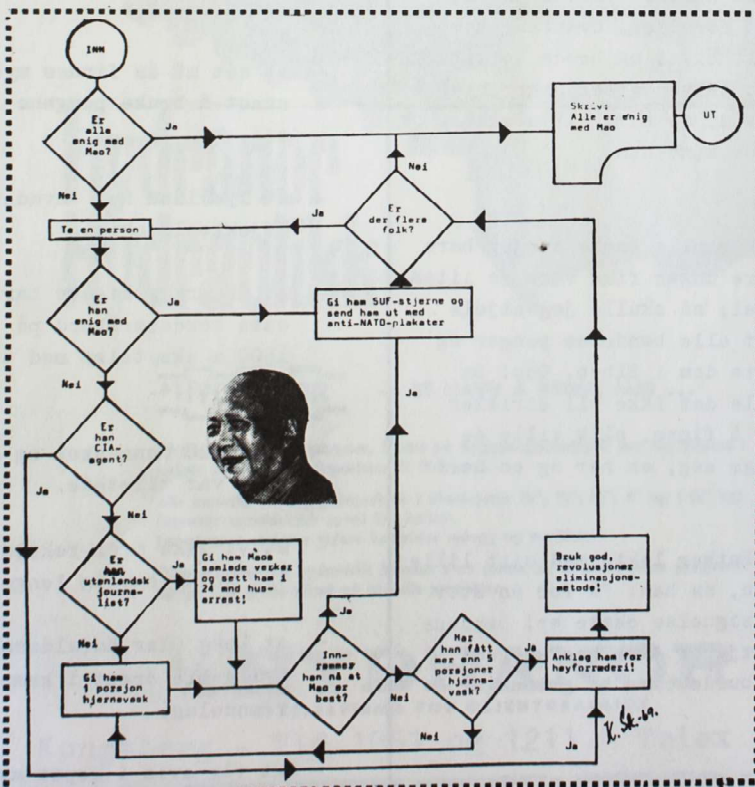 INN
Er
alle
enig med
Mao?
Ja
Nei
Skriv:
Alle er enig
med Mao
UT
Ta en person
Ja
Er
der flere
folk?
Nei
Er
han
enig med
Mao?
Ja
Nei
Gi ham SUF-stjerne og
send ham ut med
anti-NATO-plakater
Er
han
CIA-
agent?
Ja
Nei
Ja
Er
han
utenlandsk
journa-
list?
Ja
Nei
Gi ham Maos
samlede verker
og sett ham i
24 mnd hus-
arrest!
Bruk god,
revolusjonær
eliminasjons-
metode!
Gi ham
1 porsjon
Ja
rømmer
han nå at
Mao er
best?
Nei
Har
han fått
mer enn 5
porsjoner
hjerne-
vask?
Ja
Nei
Anklag ham for
høyforræderi!
Ja